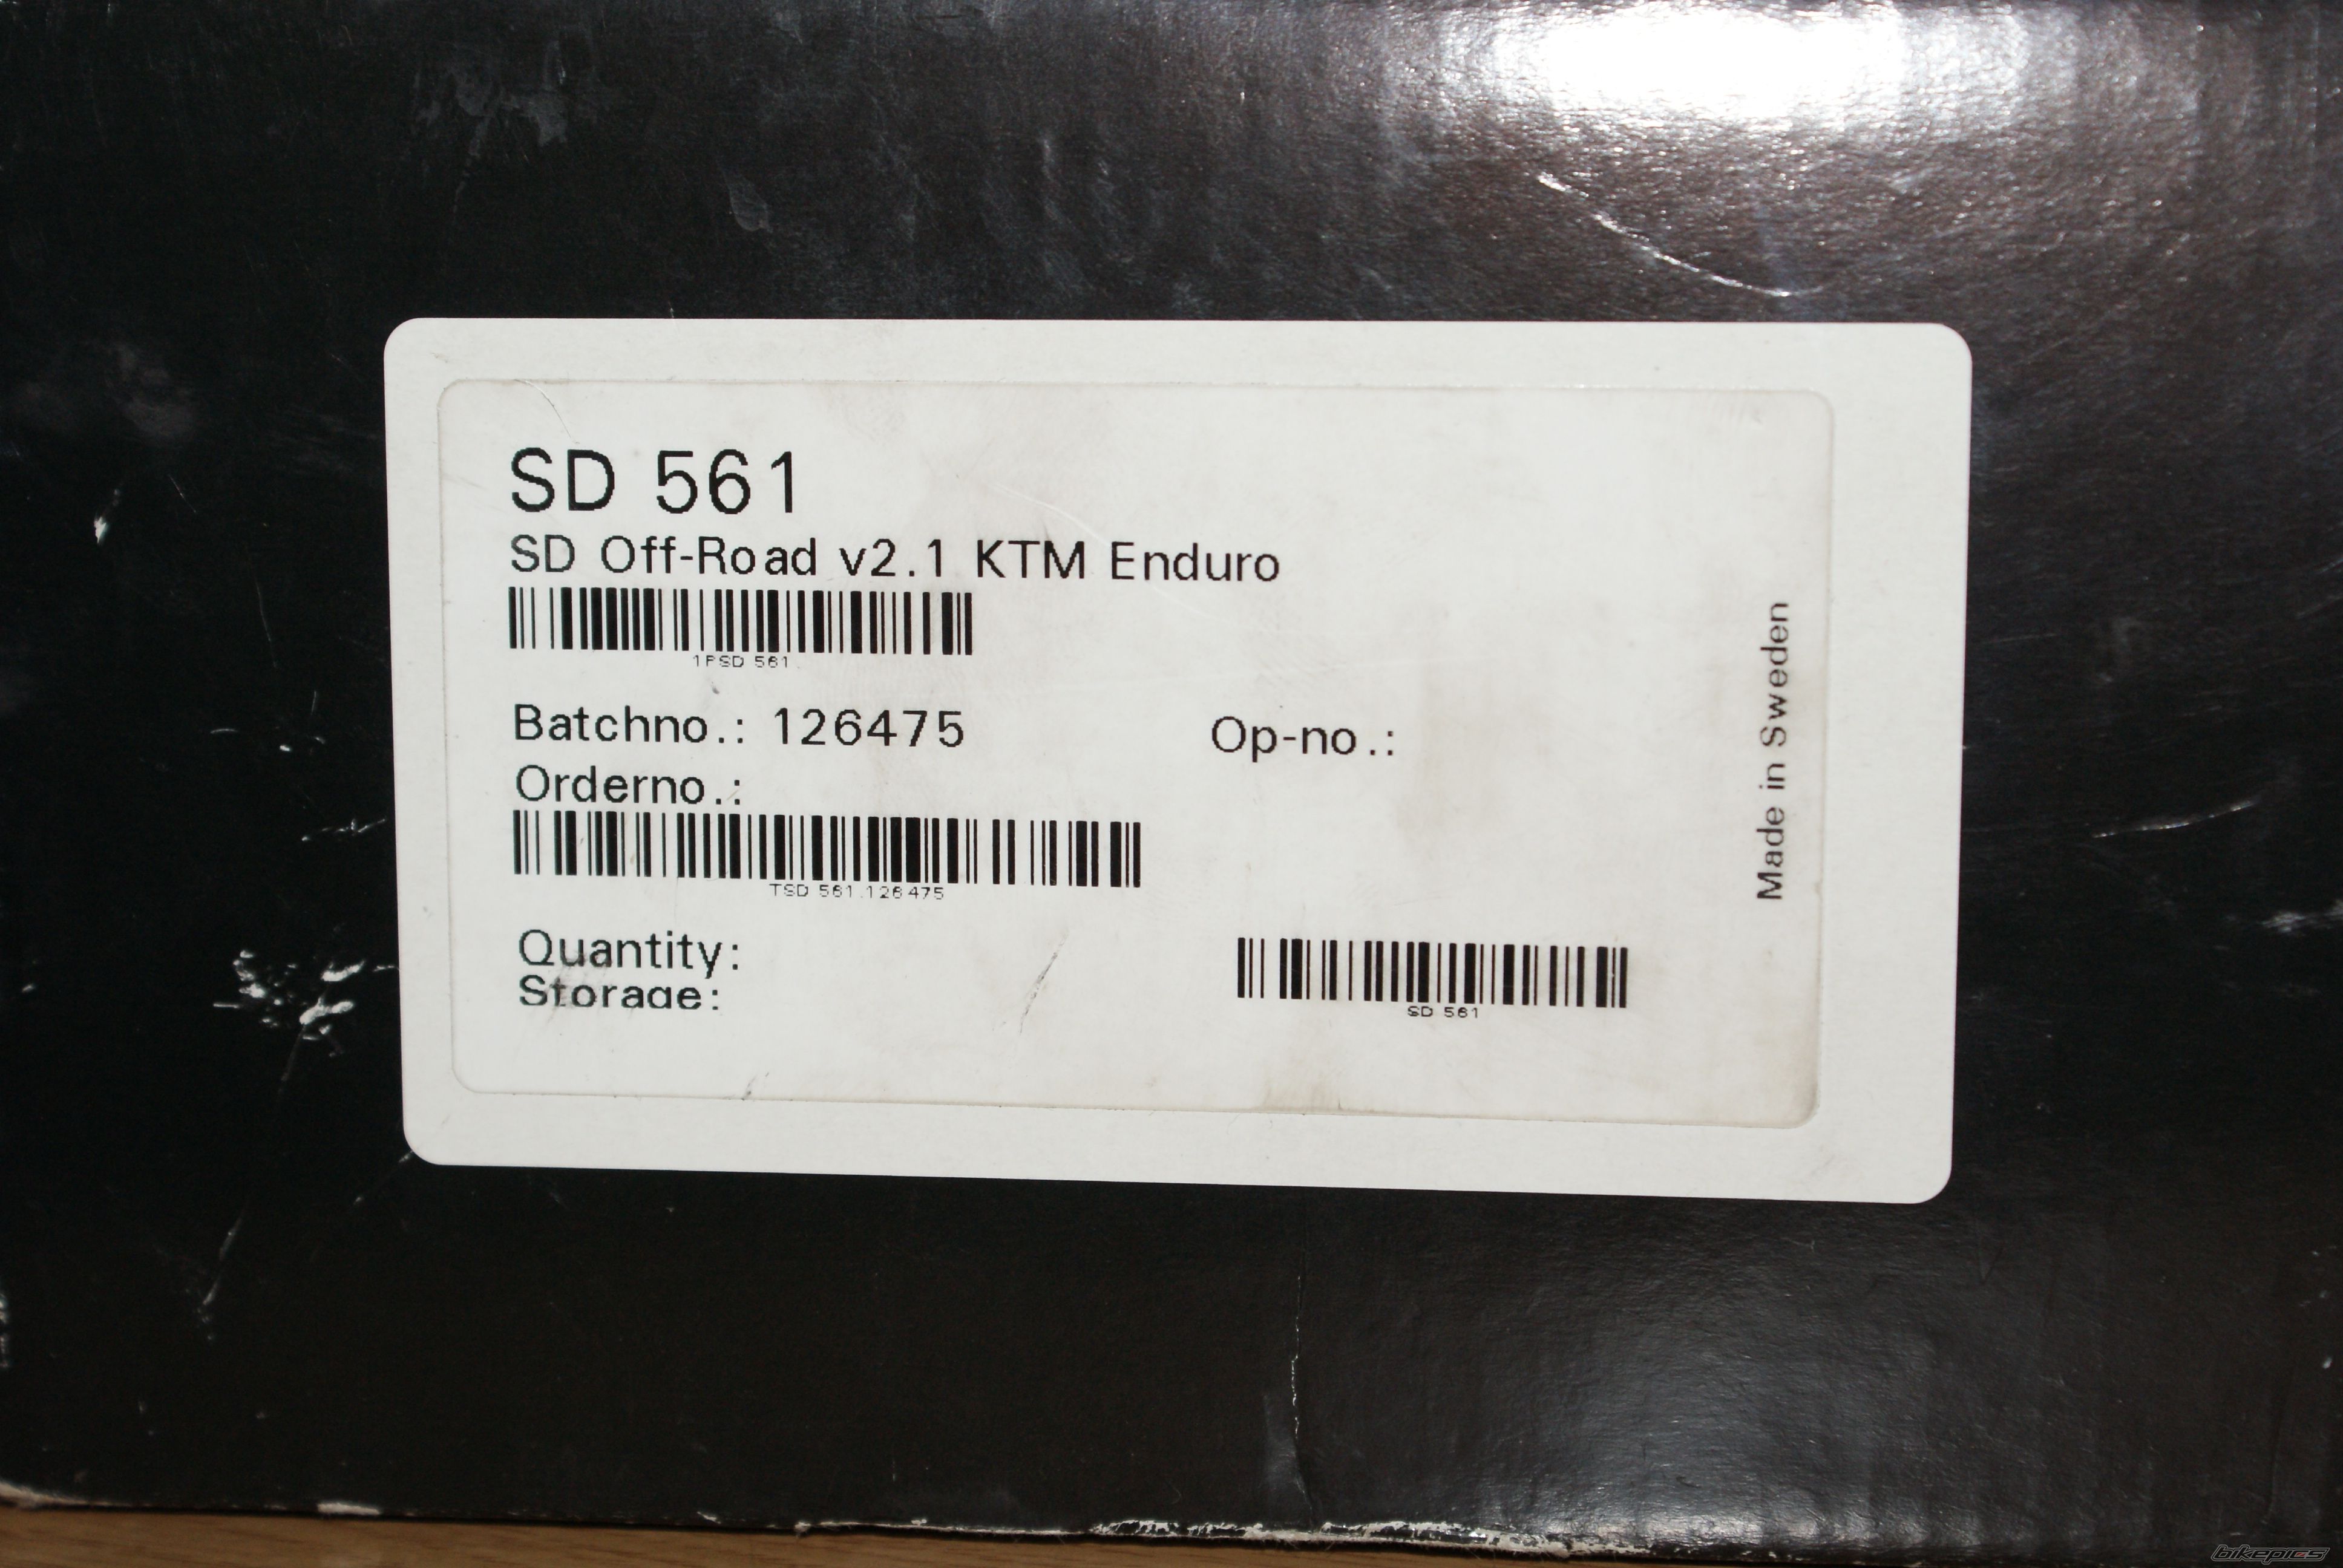 SD 561
SD Off-Road v2.1 KTM Enduro
1PSD 561
Batchno.: 126475
Op-no.:
Orderno.:
TSD 561.126475
Quantity:
Storage:
SD 561
Made in Sweden
bikepics